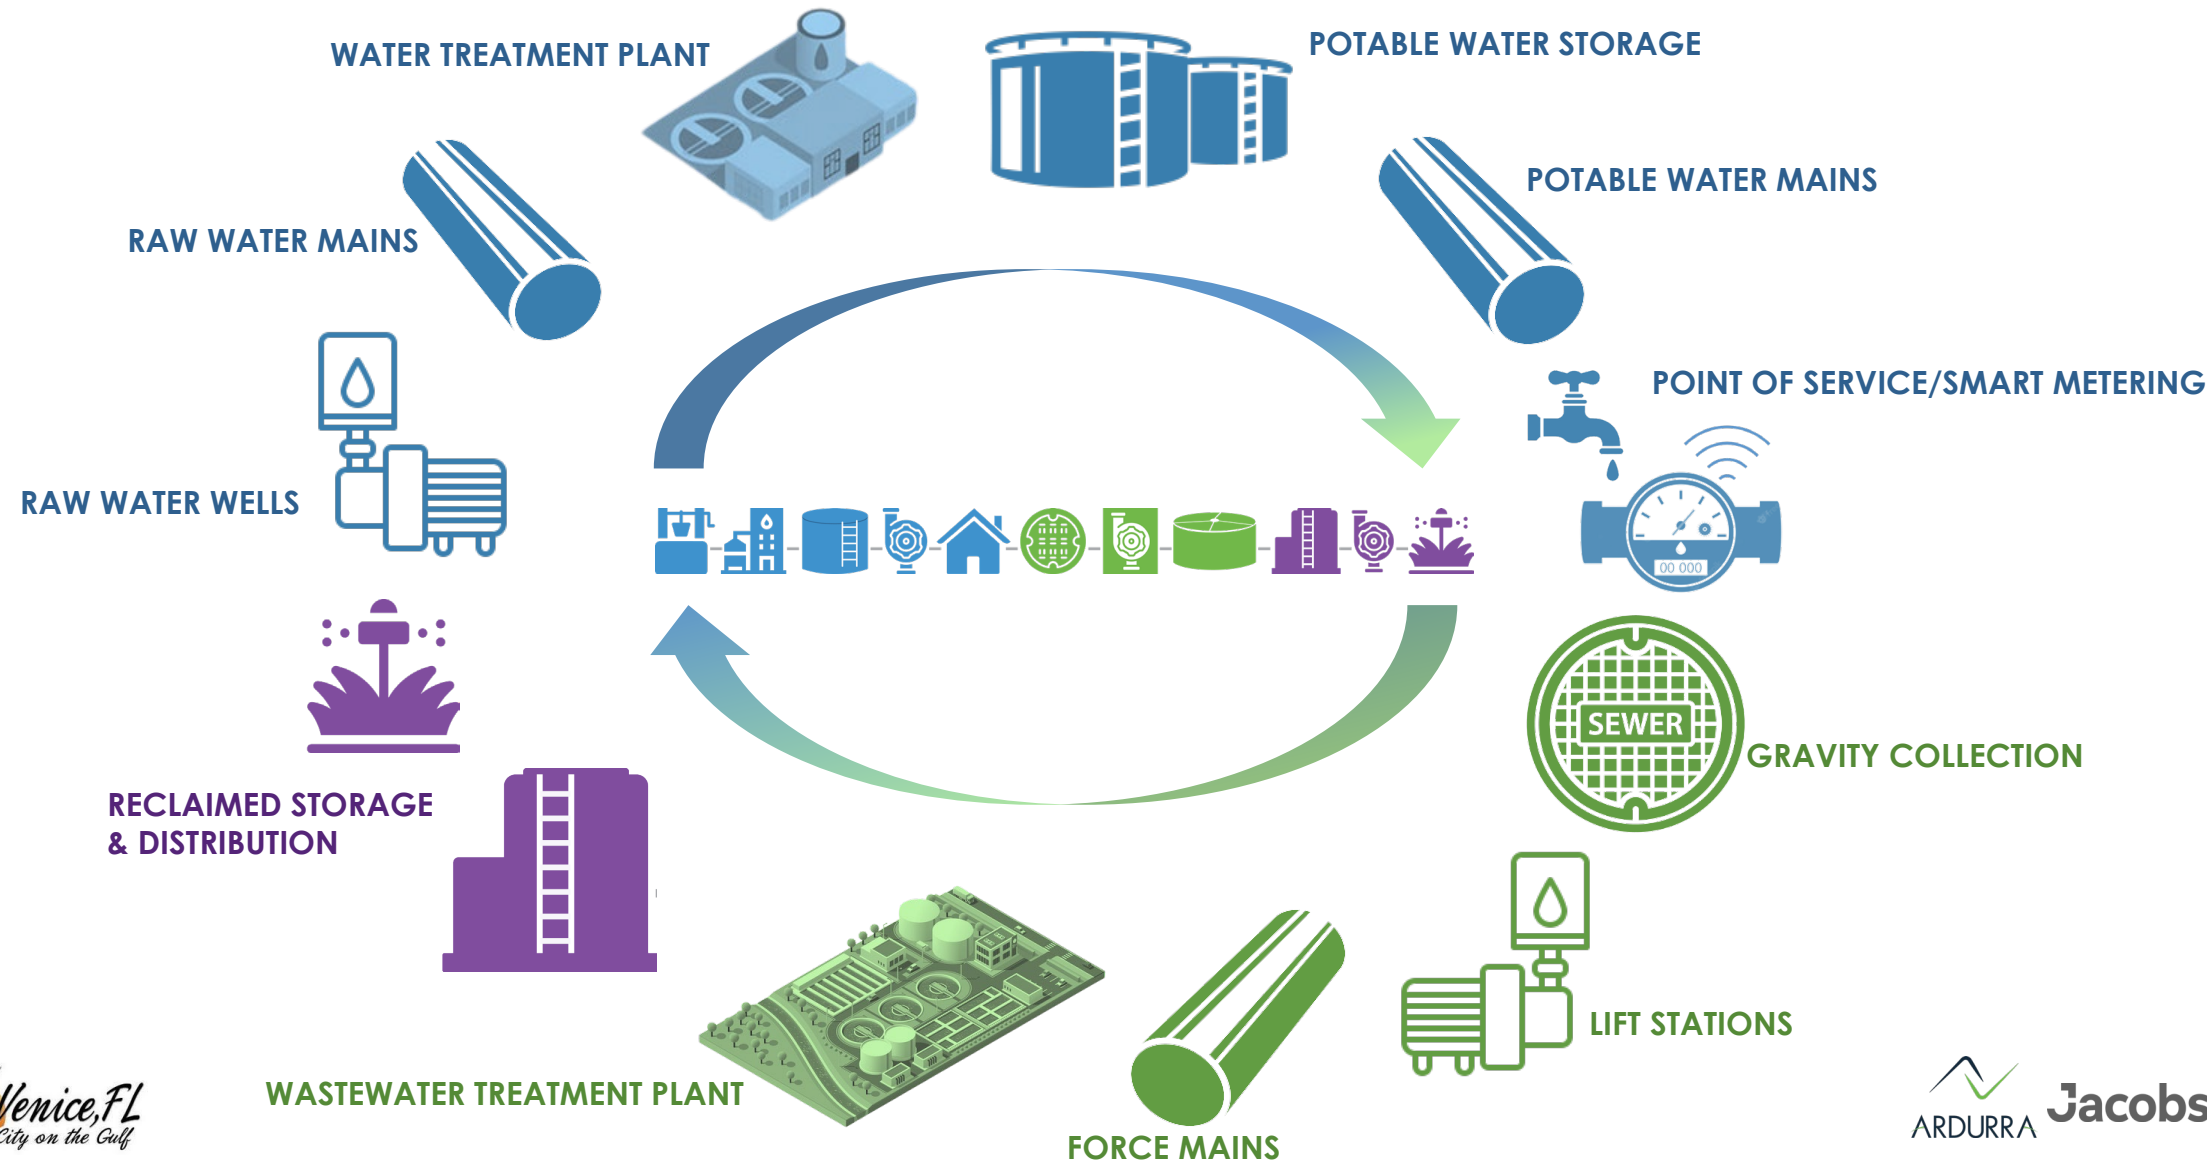 WATER TREATMENT PLANT
POTABLE WATER STORAGE
RAW WATER MAINS
POTABLE WATER MAINS
RAW WATER WELLS
POINT OF SERVICE/SMART METERING
00 000
SEWER
GRAVITY COLLECTION
RECLAIMED STORAGE
& DISTRIBUTION
LIFT STATIONS
WASTEWATER TREATMENT PLANT
FORCE MAINS
Venice, FL
City on the Gulf
ARDURRA
Jacobs